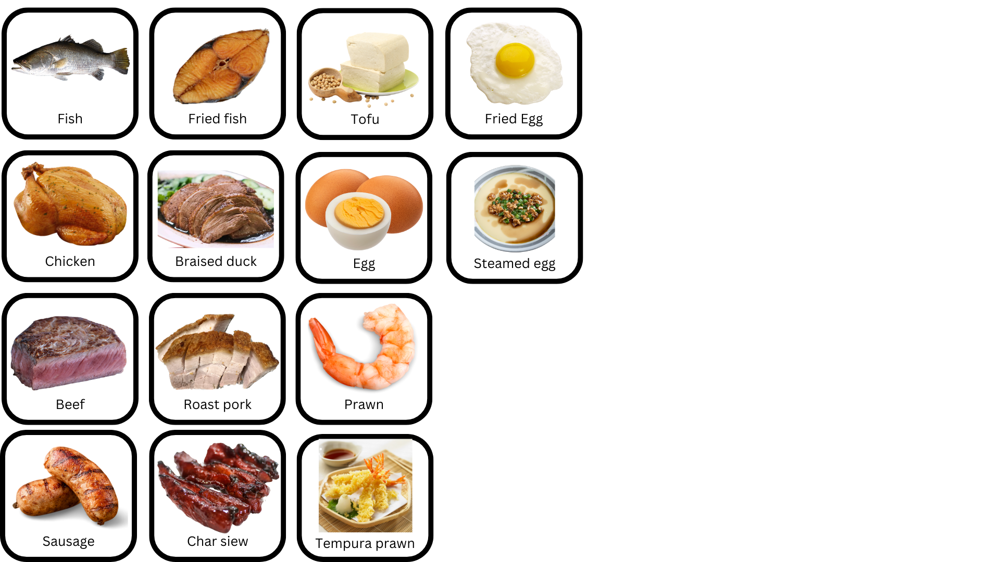 Fish
Fried fish
Tofu
Fried Egg
Chicken
Braised duck
Egg
Steamed egg
Beef
Roast pork
Prawn
Sausage
Char siew
Tempura prawn